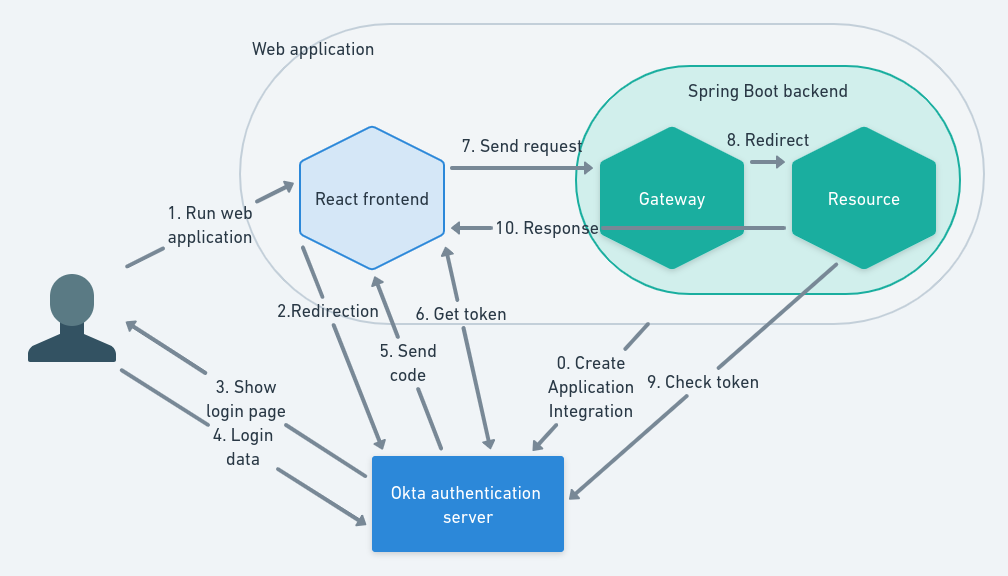 Web application
Spring Boot backend
8. Redirect
7. Send request
React frontend
Gateway
Resource
1. Run web
application
10. Response
2.Redirection
6. Get token
5. Send
code
0. Create
Application
Integration
9. Check token
3. Show
login page
4. Login
data
Okta authentication
server